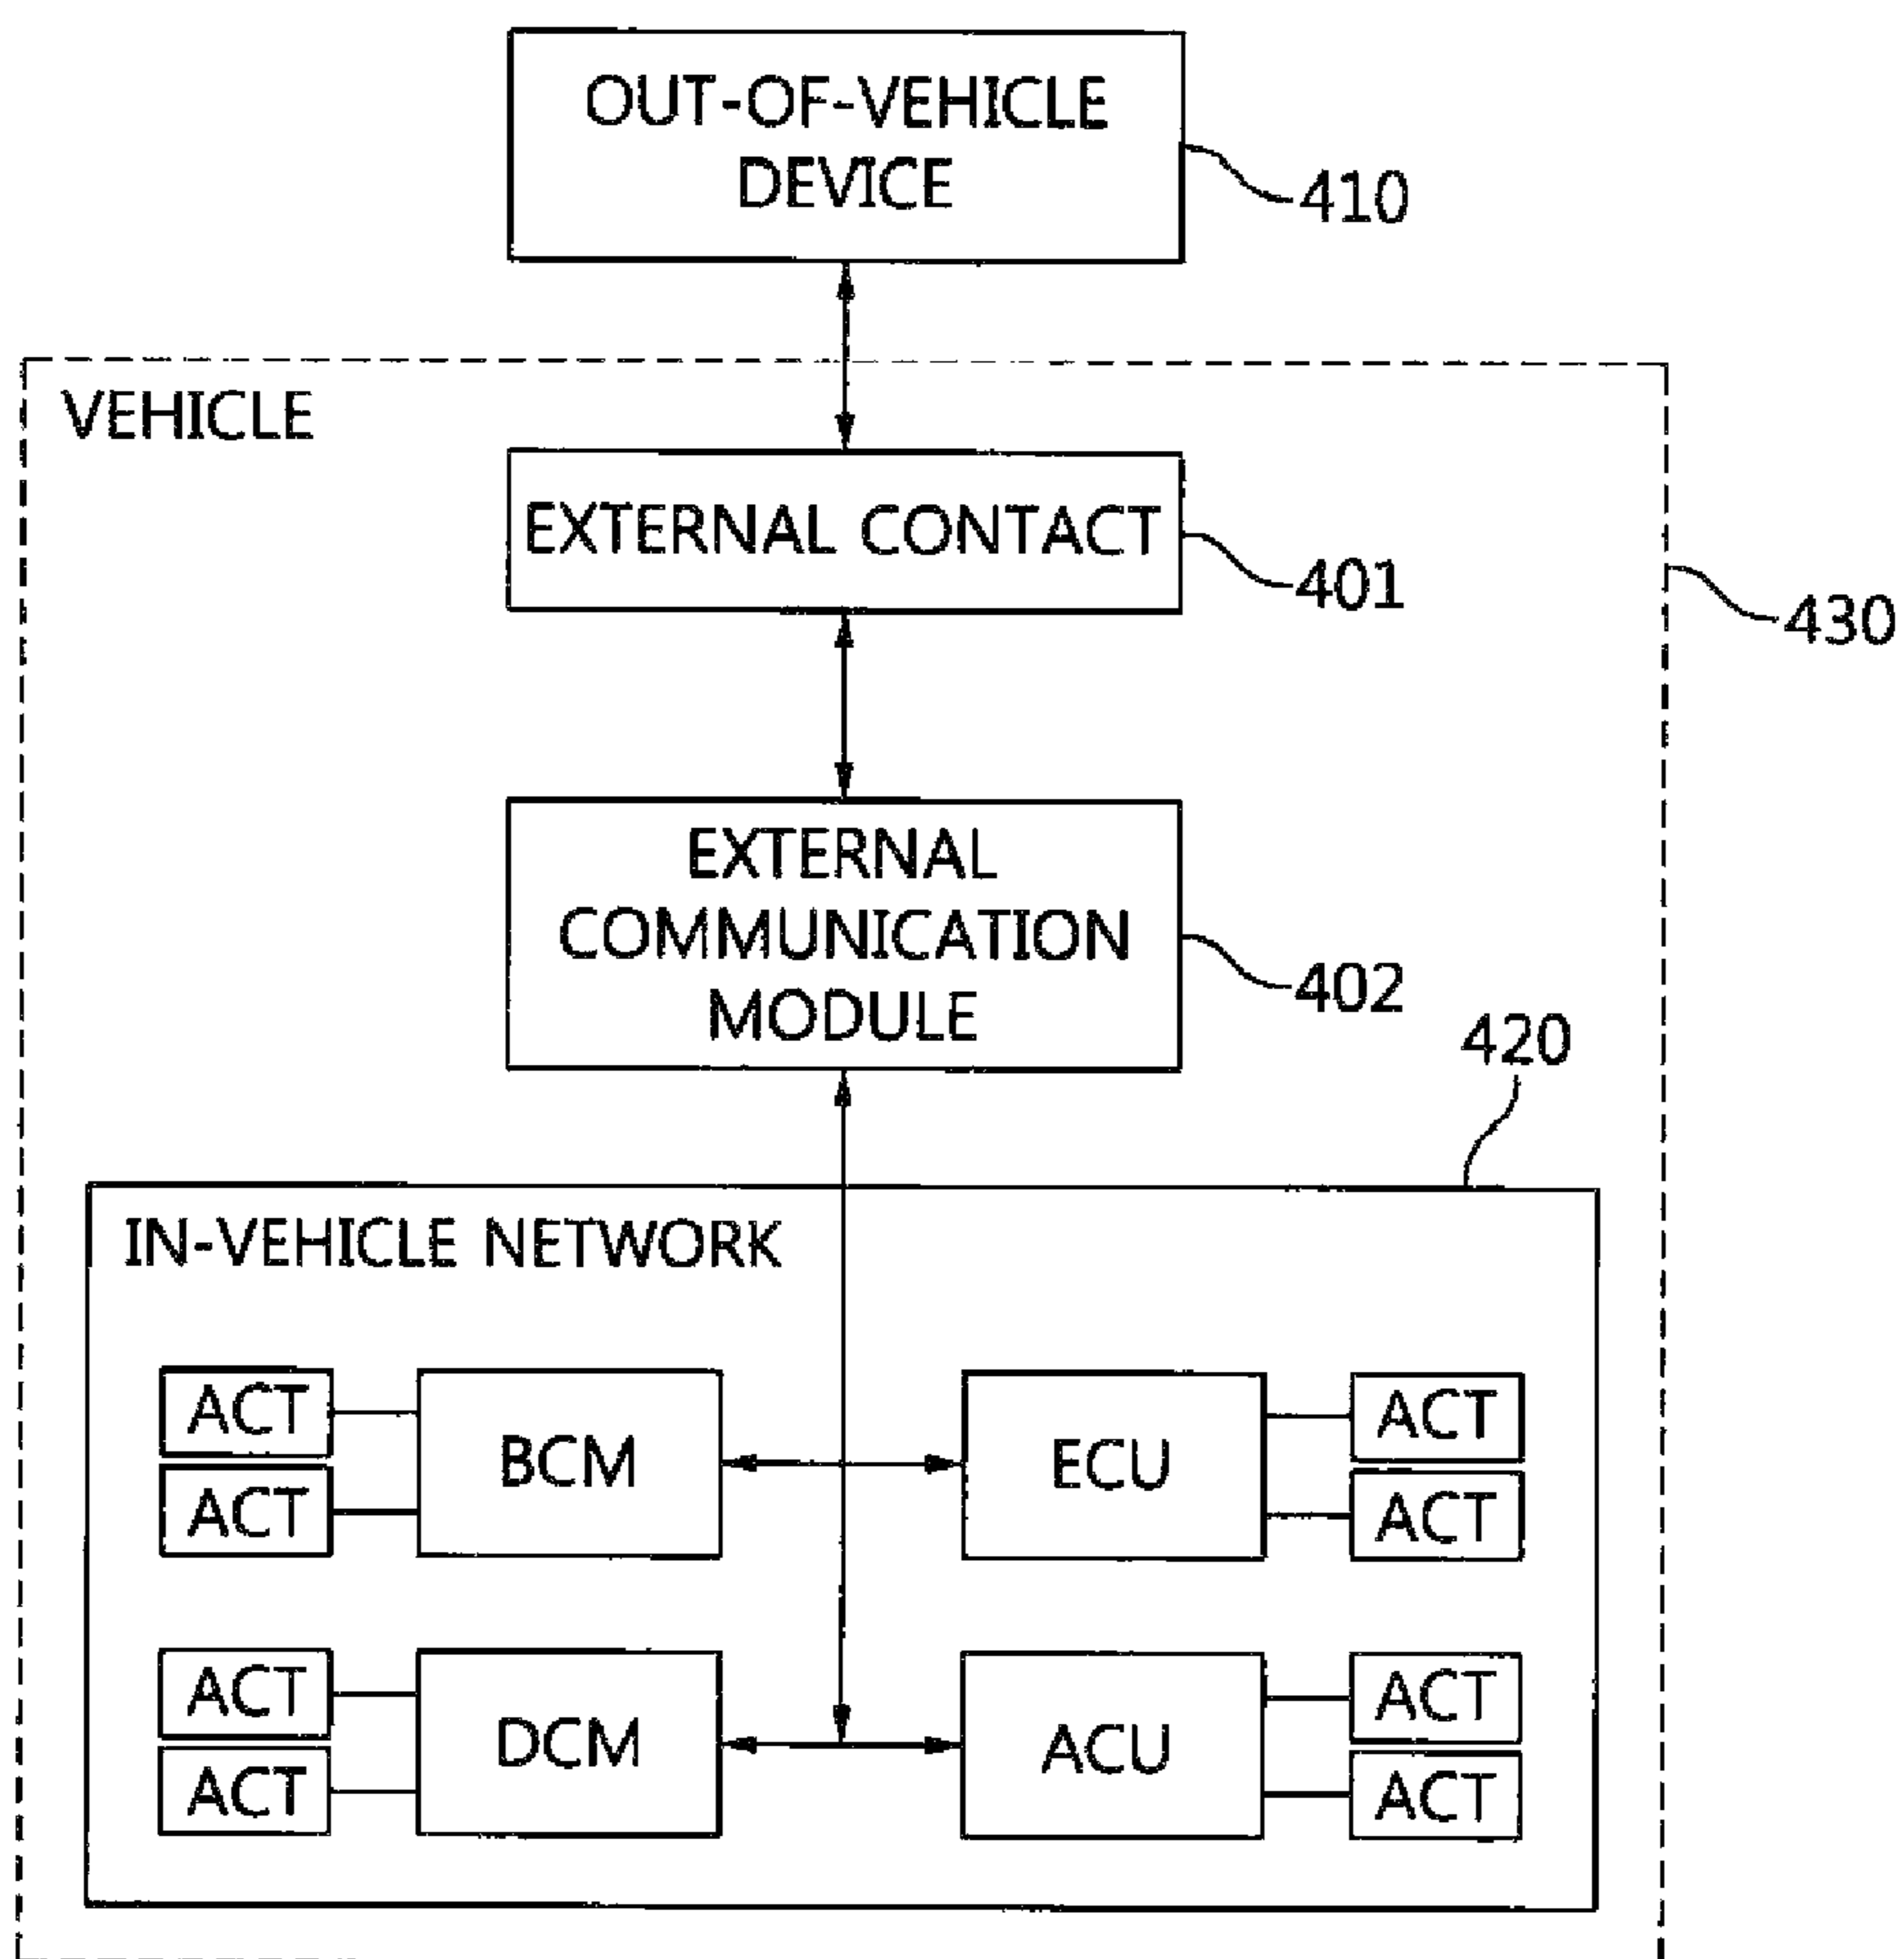 OUT-OF-VEHICLE
DEVICE
410
VEHICLE
EXTERNAL CONTACT
401
430
EXTERNAL
COMMUNICATION
MODULE
402
420
IN-VEHICLE NETWORK
ACT
ACT
BCM
ECU
ACT
ACT
ACT
ACT
DCM
ACU
ACT
ACT